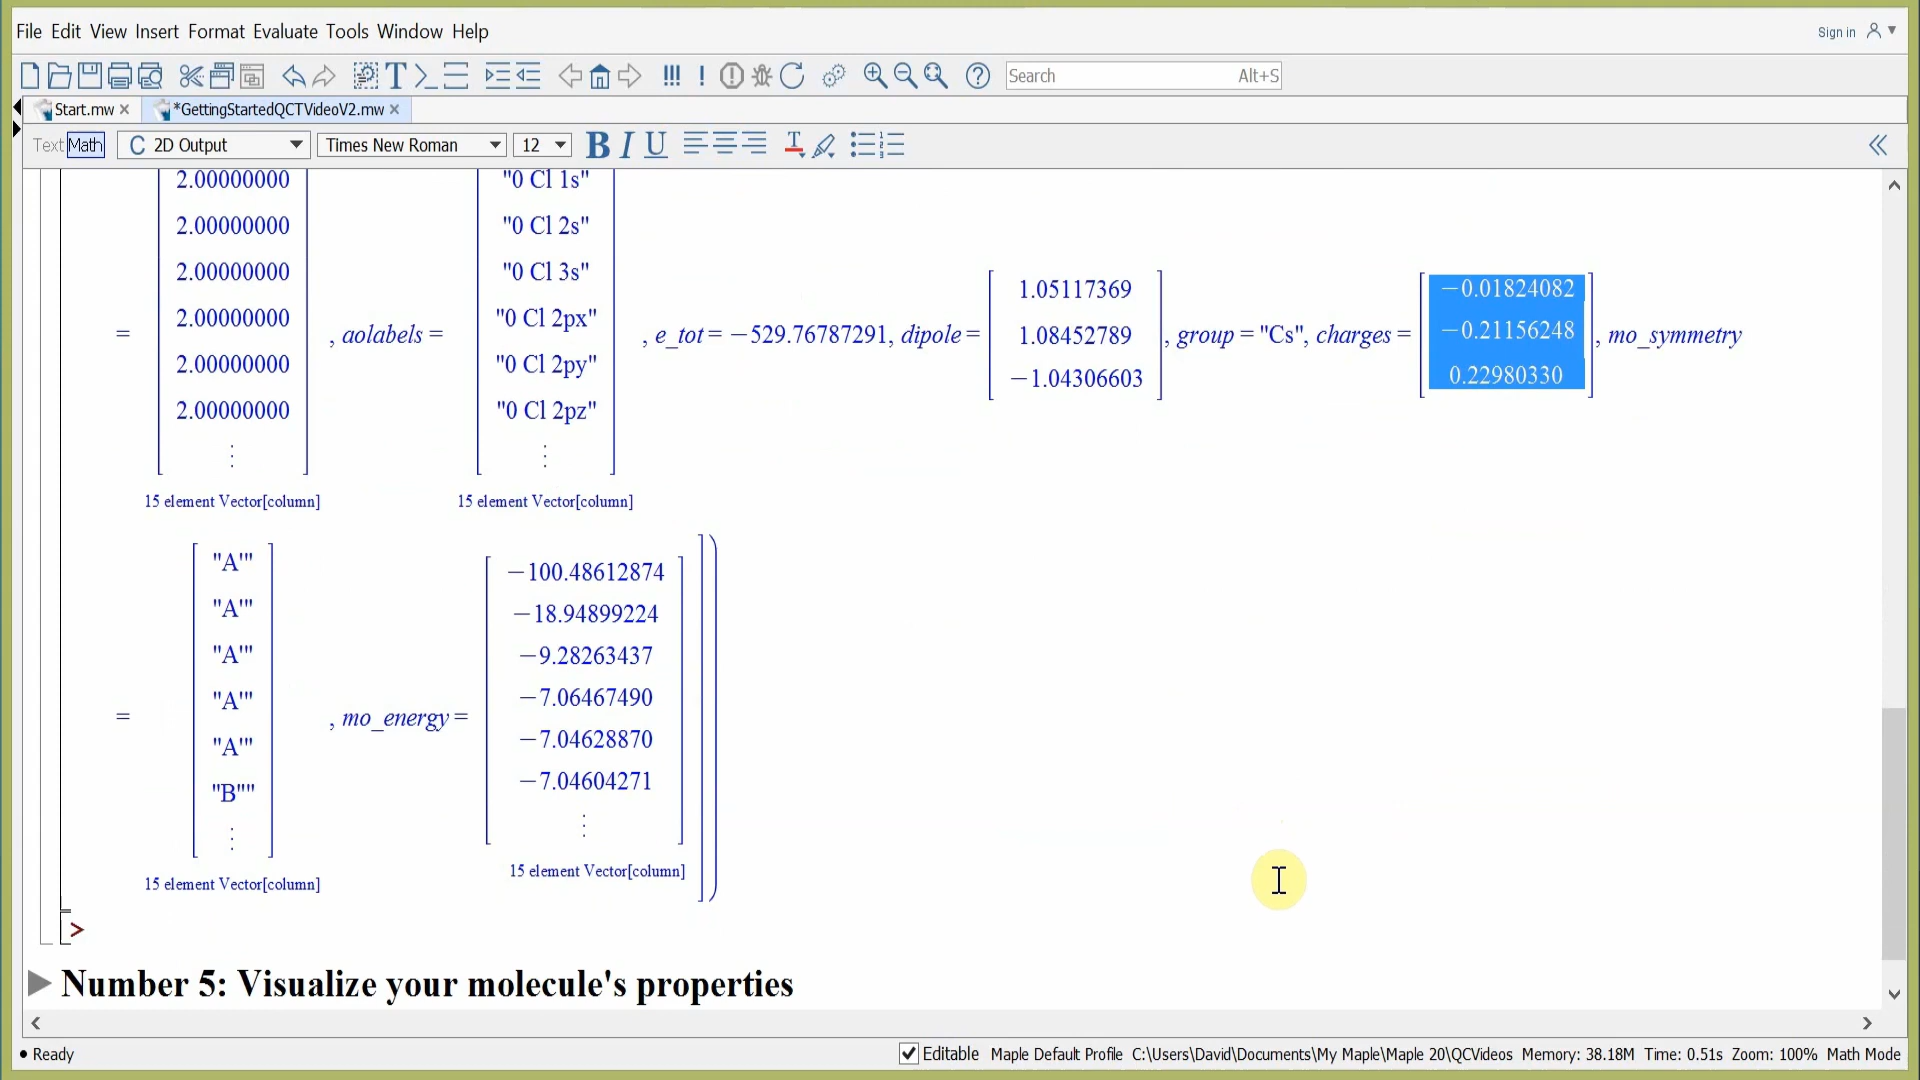 File Edit View Insert Format Evaluate Tools Window Help
Sign in
Search Alt+S
Start.mw
*GettingStartedQCTVideoV2.mw
Text Math C 2D Output Times New Roman 12 B I U
2.00000000
2.00000000
2.00000000
2.00000000
2.00000000
2.00000000
⋮
15 element Vector[column]
=
, aolabels =
"0 Cl 1s"
"0 Cl 2s"
"0 Cl 3s"
"0 Cl 2px"
"0 Cl 2py"
"0 Cl 2pz"
⋮
15 element Vector[column]
, e_tot = −529.76787291, dipole =
1.05117369
1.08452789
−1.04306603
, group = "Cs", charges =
−0.01824082
−0.21156248
0.22980330
, mo_symmetry
=
"A'"
"A'"
"A'"
"A'"
"A'"
"B""
⋮
15 element Vector[column]
, mo_energy =
−100.48612874
−18.94899224
−9.28263437
−7.06467490
−7.04628870
−7.04604271
⋮
15 element Vector[column]
>
Number 5: Visualize your molecule's properties
Ready
Editable Maple Default Profile C:\Users\David\Documents\My Maple\Maple 20\QCVideos Memory: 38.18M Time: 0.51s Zoom: 100% Math Mode